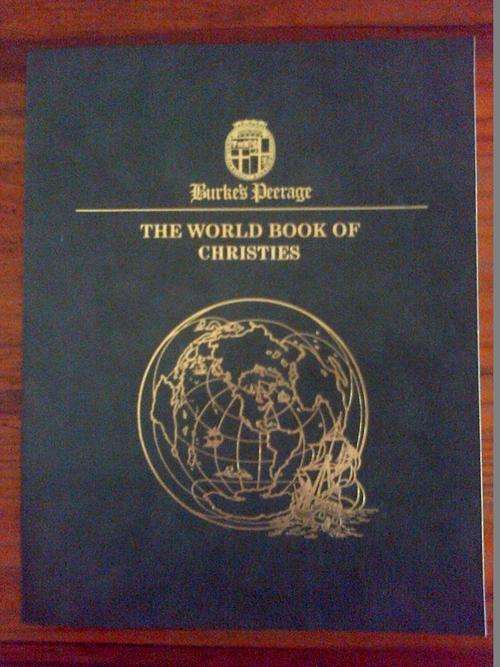 Burke's Peerage
THE WORLD BOOK OF
CHRISTIES